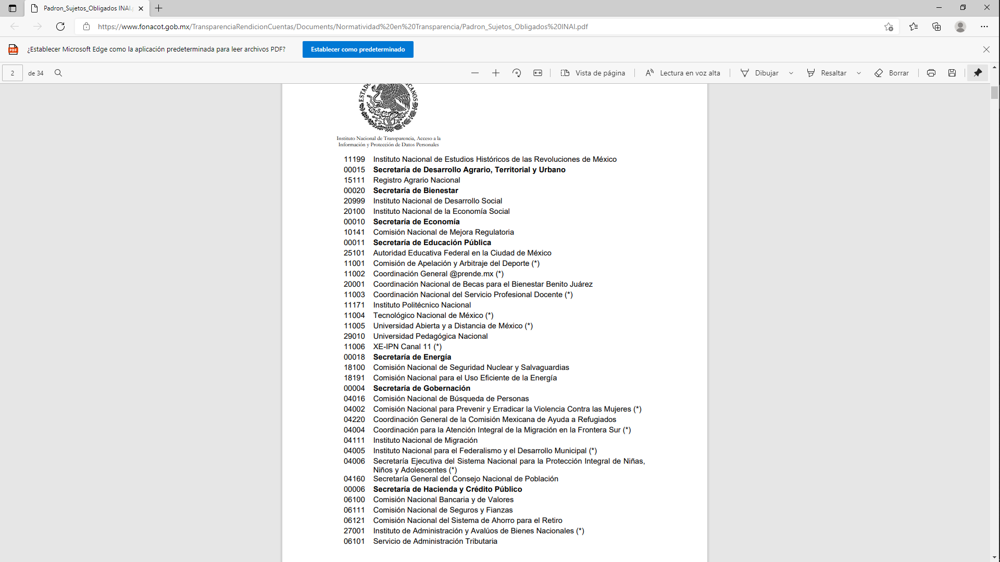 Padron_Sujetos_Obligados INAI.p
https://www.fonacot.gob.mx/TransparenciaRendicionCuentas/Documents/Normatividad%20en%20Transparencia/Padron_Sujetos_Obligados%20INAI.pdf
PDF ¿Establecer Microsoft Edge como la aplicación predeterminada para leer archivos PDF? Establecer como predeterminado
2 de 34 Vista de página Lectura en voz alta Dibujar Resaltar Borrar
Instituto Nacional de Transparencia, Acceso a la
Información y Protección de Datos Personales
11199 Instituto Nacional de Estudios Históricos de las Revoluciones de México
00015 Secretaría de Desarrollo Agrario, Territorial y Urbano
15111 Registro Agrario Nacional
00020 Secretaría de Bienestar
20999 Instituto Nacional de Desarrollo Social
20100 Instituto Nacional de la Economía Social
00010 Secretaría de Economía
10141 Comisión Nacional de Mejora Regulatoria
00011 Secretaría de Educación Pública
25101 Autoridad Educativa Federal en la Ciudad de México
11001 Comisión de Apelación y Arbitraje del Deporte (*)
11002 Coordinación General @prende.mx (*)
20001 Coordinación Nacional de Becas para el Bienestar Benito Juárez
11003 Coordinación Nacional del Servicio Profesional Docente (*)
11171 Instituto Politécnico Nacional
11004 Tecnológico Nacional de México (*)
11005 Universidad Abierta y a Distancia de México (*)
29010 Universidad Pedagógica Nacional
11006 XE-IPN Canal 11 (*)
00018 Secretaría de Energía
18100 Comisión Nacional de Seguridad Nuclear y Salvaguardias
18191 Comisión Nacional para el Uso Eficiente de la Energía
00004 Secretaría de Gobernación
04016 Comisión Nacional de Búsqueda de Personas
04002 Comisión Nacional para Prevenir y Erradicar la Violencia Contra las Mujeres (*)
04220 Coordinación General de la Comisión Mexicana de Ayuda a Refugiados
04004 Coordinación para la Atención Integral de la Migración en la Frontera Sur (*)
04111 Instituto Nacional de Migración
04005 Instituto Nacional para el Federalismo y el Desarrollo Municipal (*)
04006 Secretaría Ejecutiva del Sistema Nacional para la Protección Integral de Niñas,
Niños y Adolescentes (*)
04160 Secretaría General del Consejo Nacional de Población
00006 Secretaría de Hacienda y Crédito Público
06100 Comisión Nacional Bancaria y de Valores
06111 Comisión Nacional de Seguros y Fianzas
06121 Comisión Nacional del Sistema de Ahorro para el Retiro
27001 Instituto de Administración y Avalúos de Bienes Nacionales (*)
06101 Servicio de Administración Tributaria